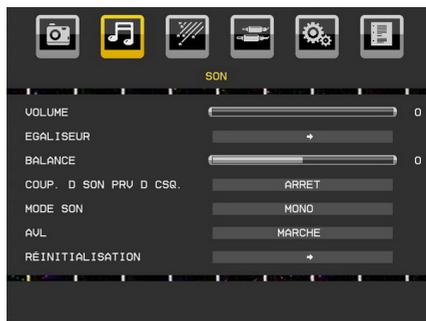 SON
VOLUME 0
EGALISEUR
BALANCE 0
COUP. D SON PRV D CSQ. ARRET
MODE SON MONO
AVL MARCHE
RÉINITIALISATION